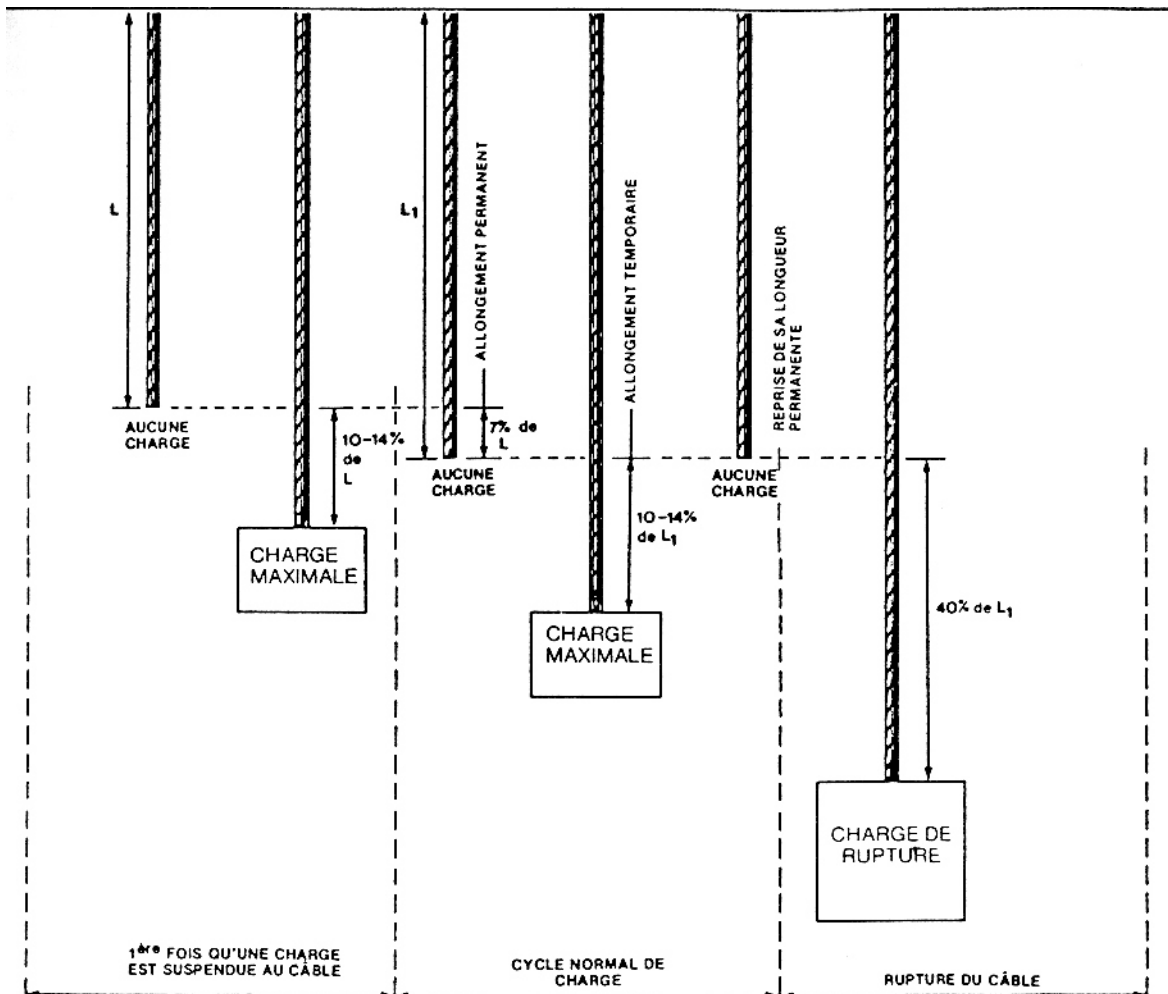 L
AUCUNE
CHARGE
10-14%
de
L
CHARGE
MAXIMALE
1ère FOIS QU'UNE CHARGE
EST SUSPENDUE AU CÂBLE
L1
ALLONGEMENT PERMANENT
7% de
L
AUCUNE
CHARGE
ALLONGEMENT TEMPORAIRE
10-14%
de L1
CHARGE
MAXIMALE
AUCUNE
CHARGE
REPRISE DE SA LONGUEUR
PERMANENTE
CYCLE NORMAL DE
CHARGE
40% de L1
CHARGE DE
RUPTURE
RUPTURE DU CÂBLE